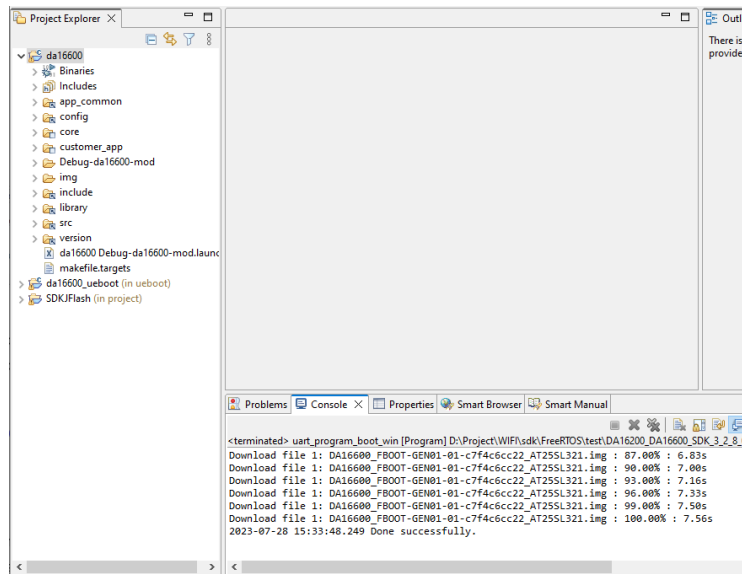 Project Explorer
da16600
Binaries
Includes
app_common
config
core
customer_app
Debug-da16600-mod
img
include
library
src
version
da16600 Debug-da16600-mod.launc
makefile.targets
da16600_ueboot (in ueboot)
SDKJFlash (in project)
Outl
There is
provide
Problems Console Properties Smart Browser Smart Manual
<terminated> uart_program_boot_win [Program] D:\Project\WIFI\sdk\FreeRTOS\test\DA16200_DA16600_SDK_3_2_8_
Download file 1: DA16600_FBOOT-GEN01-01-c7f4c6cc22_AT25SL321.img : 87.00% : 6.83s
Download file 1: DA16600_FBOOT-GEN01-01-c7f4c6cc22_AT25SL321.img : 90.00% : 7.00s
Download file 1: DA16600_FBOOT-GEN01-01-c7f4c6cc22_AT25SL321.img : 93.00% : 7.16s
Download file 1: DA16600_FBOOT-GEN01-01-c7f4c6cc22_AT25SL321.img : 96.00% : 7.33s
Download file 1: DA16600_FBOOT-GEN01-01-c7f4c6cc22_AT25SL321.img : 99.00% : 7.50s
Download file 1: DA16600_FBOOT-GEN01-01-c7f4c6cc22_AT25SL321.img : 100.00% : 7.56s
2023-07-28 15:33:48.249 Done successfully.